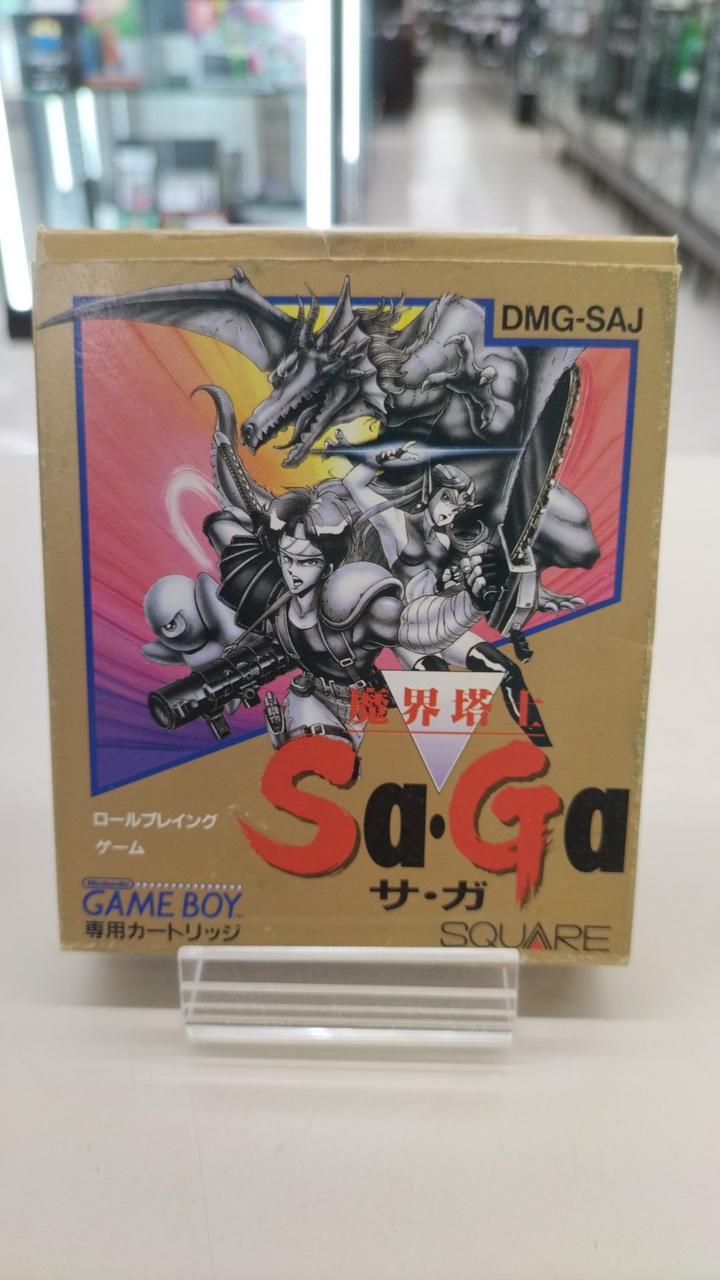 DMG-SAJ
魔界塔士
Sa・Ga
サ・ガ
ロールプレイング
ゲーム
Nintendo
GAME BOY
TM
専用カートリッジ
SQUARE